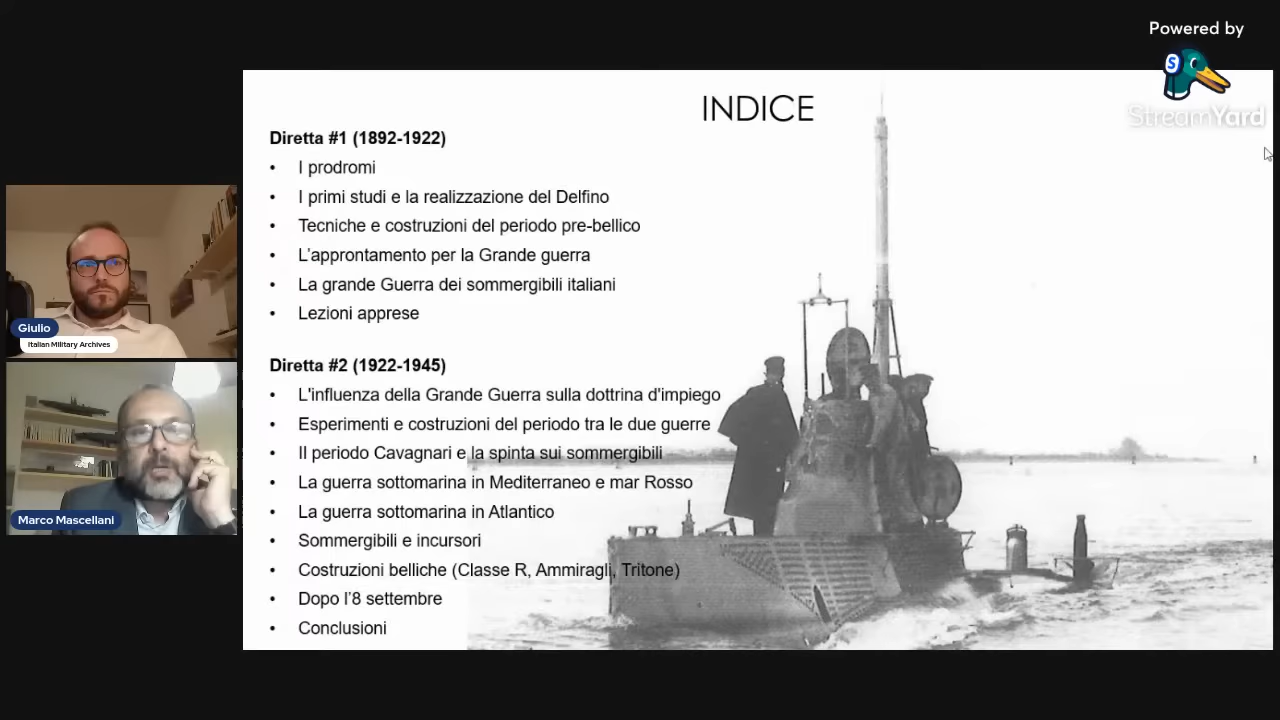 Powered by
StreamYard
INDICE
Diretta #1 (1892-1922)
• I prodromi
• I primi studi e la realizzazione del Delfino
• Tecniche e costruzioni del periodo pre-bellico
• L'approntamento per la Grande guerra
• La grande Guerra dei sommergibili italiani
• Lezioni apprese
Diretta #2 (1922-1945)
• L'influenza della Grande Guerra sulla dottrina d'impiego
• Esperimenti e costruzioni del periodo tra le due guerre
• Il periodo Cavagnari e la spinta sui sommergibili
• La guerra sottomarina in Mediterraneo e mar Rosso
• La guerra sottomarina in Atlantico
• Sommergibili e incursori
• Costruzioni belliche (Classe R, Ammiragli, Tritone)
• Dopo l'8 settembre
• Conclusioni
Giulio
Italian Military Archives
Marco Mascellani